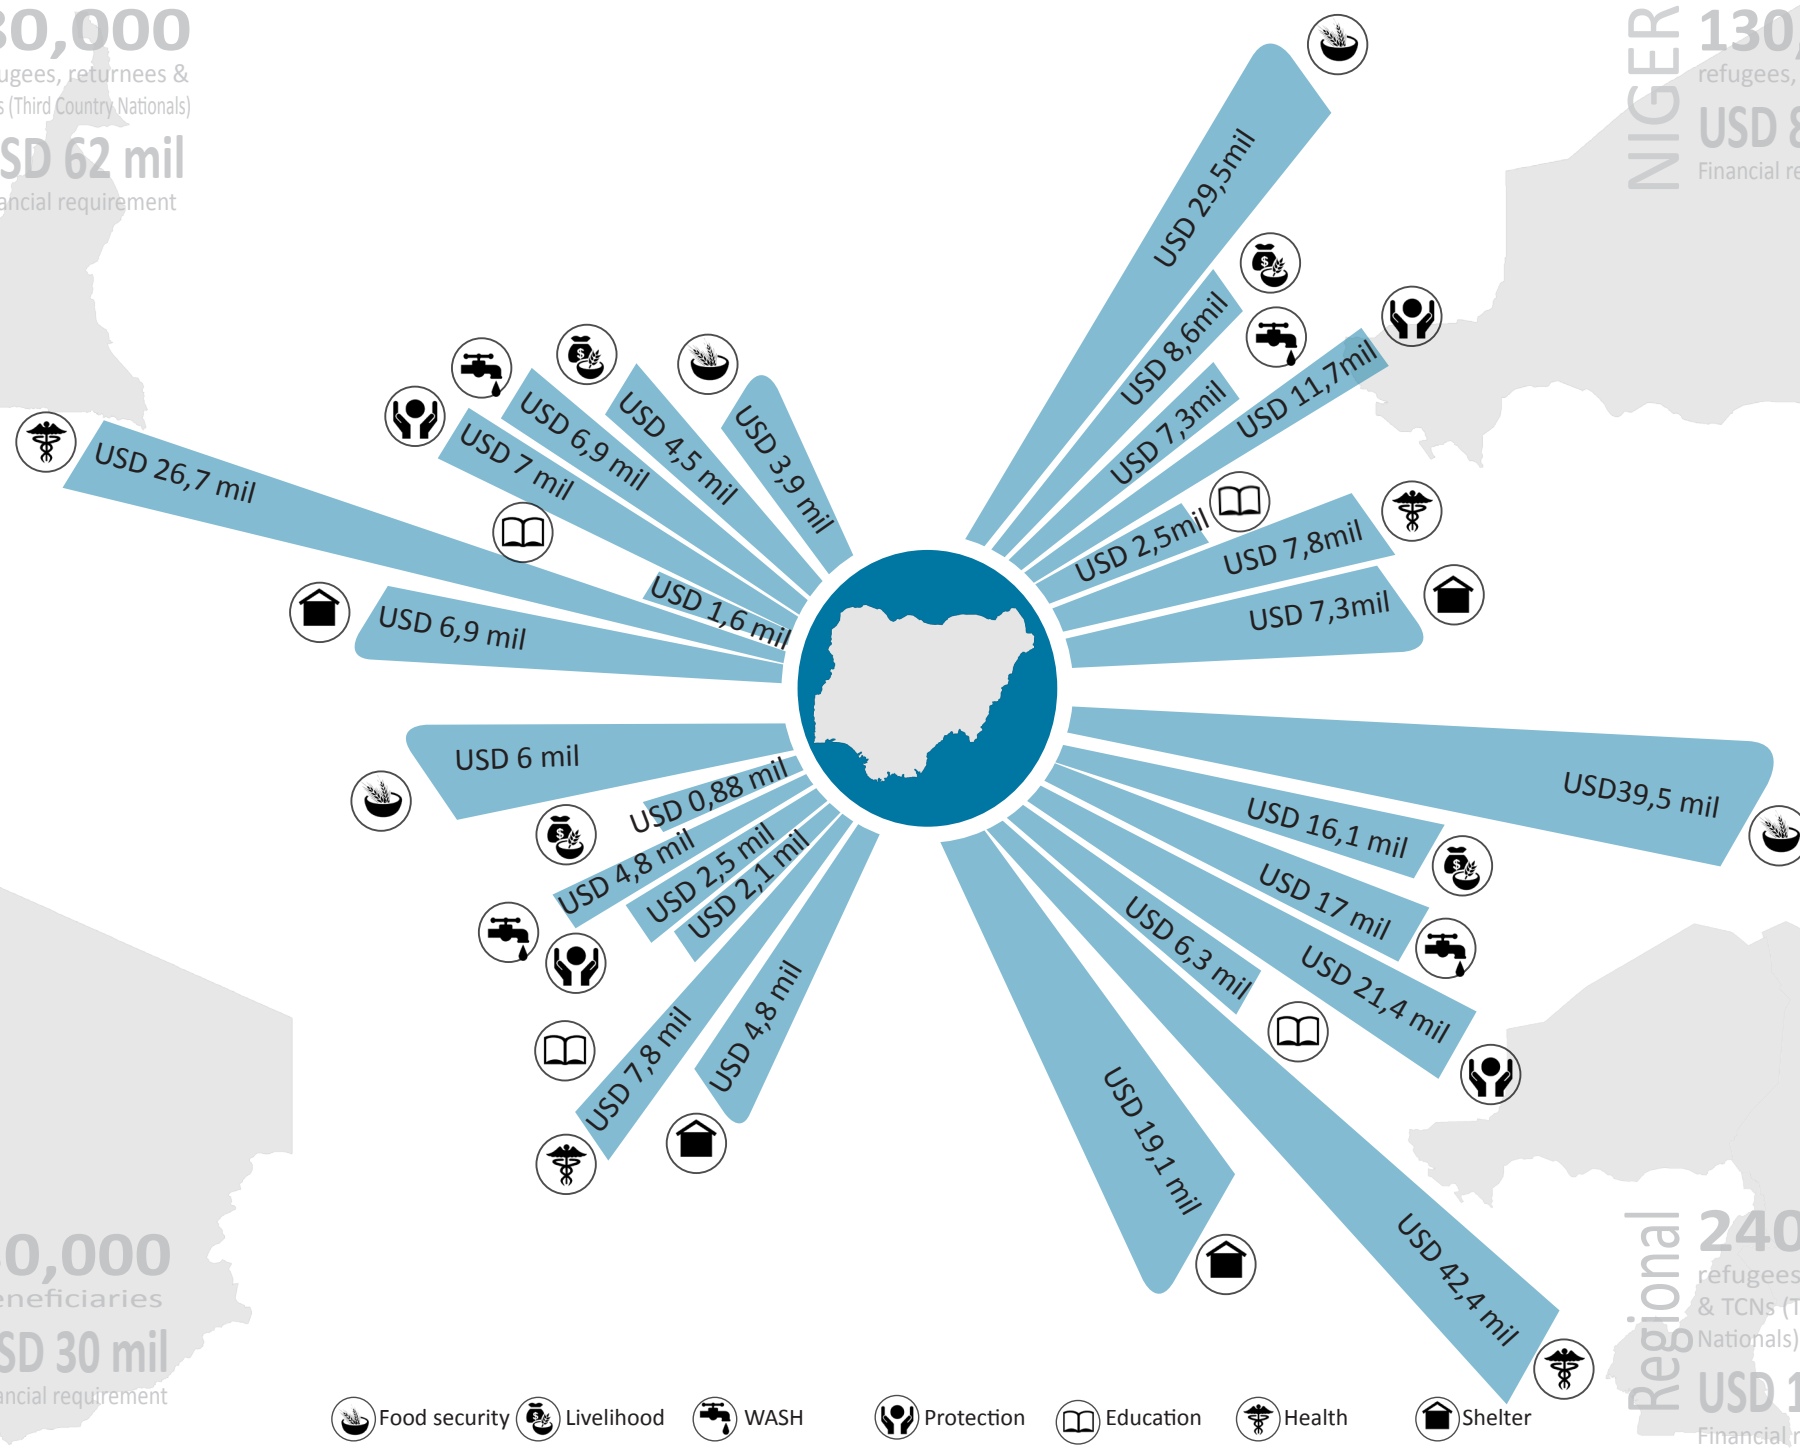 80,000
ugees, returnees &
s (Third Country Nationals)
SD 62 mil
ancial requirement
NIGER
130,
refugees,
USD 8
Financial re
USD 29,5mil
USD 8,6mil
USD 7,3mil
USD 11,7mil
USD 2,5mil
USD 7,8mil
USD 7,3mil
USD 3,9 mil
USD 4,5 mil
USD 6,9 mil
USD 7 mil
USD 1,6 mil
USD 26,7 mil
USD 6,9 mil
USD 6 mil
USD 0,88 mil
USD 4,8 mil
USD 2,5 mil
USD 2,1 mil
USD 7,8 mil
USD 4,8 mil
USD39,5 mil
USD 16,1 mil
USD 17 mil
USD 21,4 mil
USD 6,3 mil
USD 42,4 mil
USD 19,1 mil
0,000
eneficiaries
SD 30 mil
ancial requirement
Regional
240
refugees
& TCNs (T
Nationals)
USD 1
Financial r
Food security
Livelihood
WASH
Protection
Education
Health
Shelter